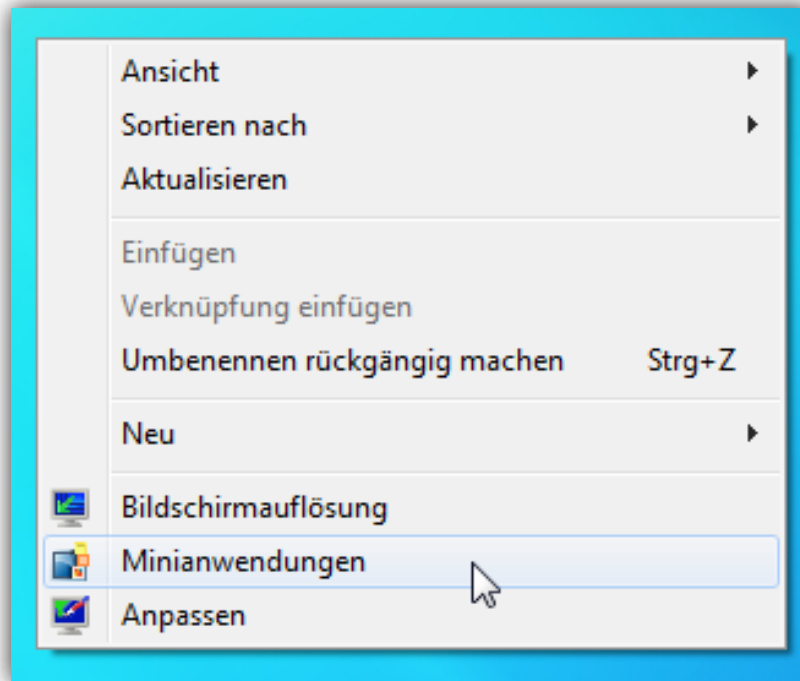 Ansicht
Sortieren nach
Aktualisieren
Einfügen
Verknüpfung einfügen
Umbenennen rückgängig machen Strg+Z
Neu
Bildschirmauflösung
Minianwendungen
Anpassen